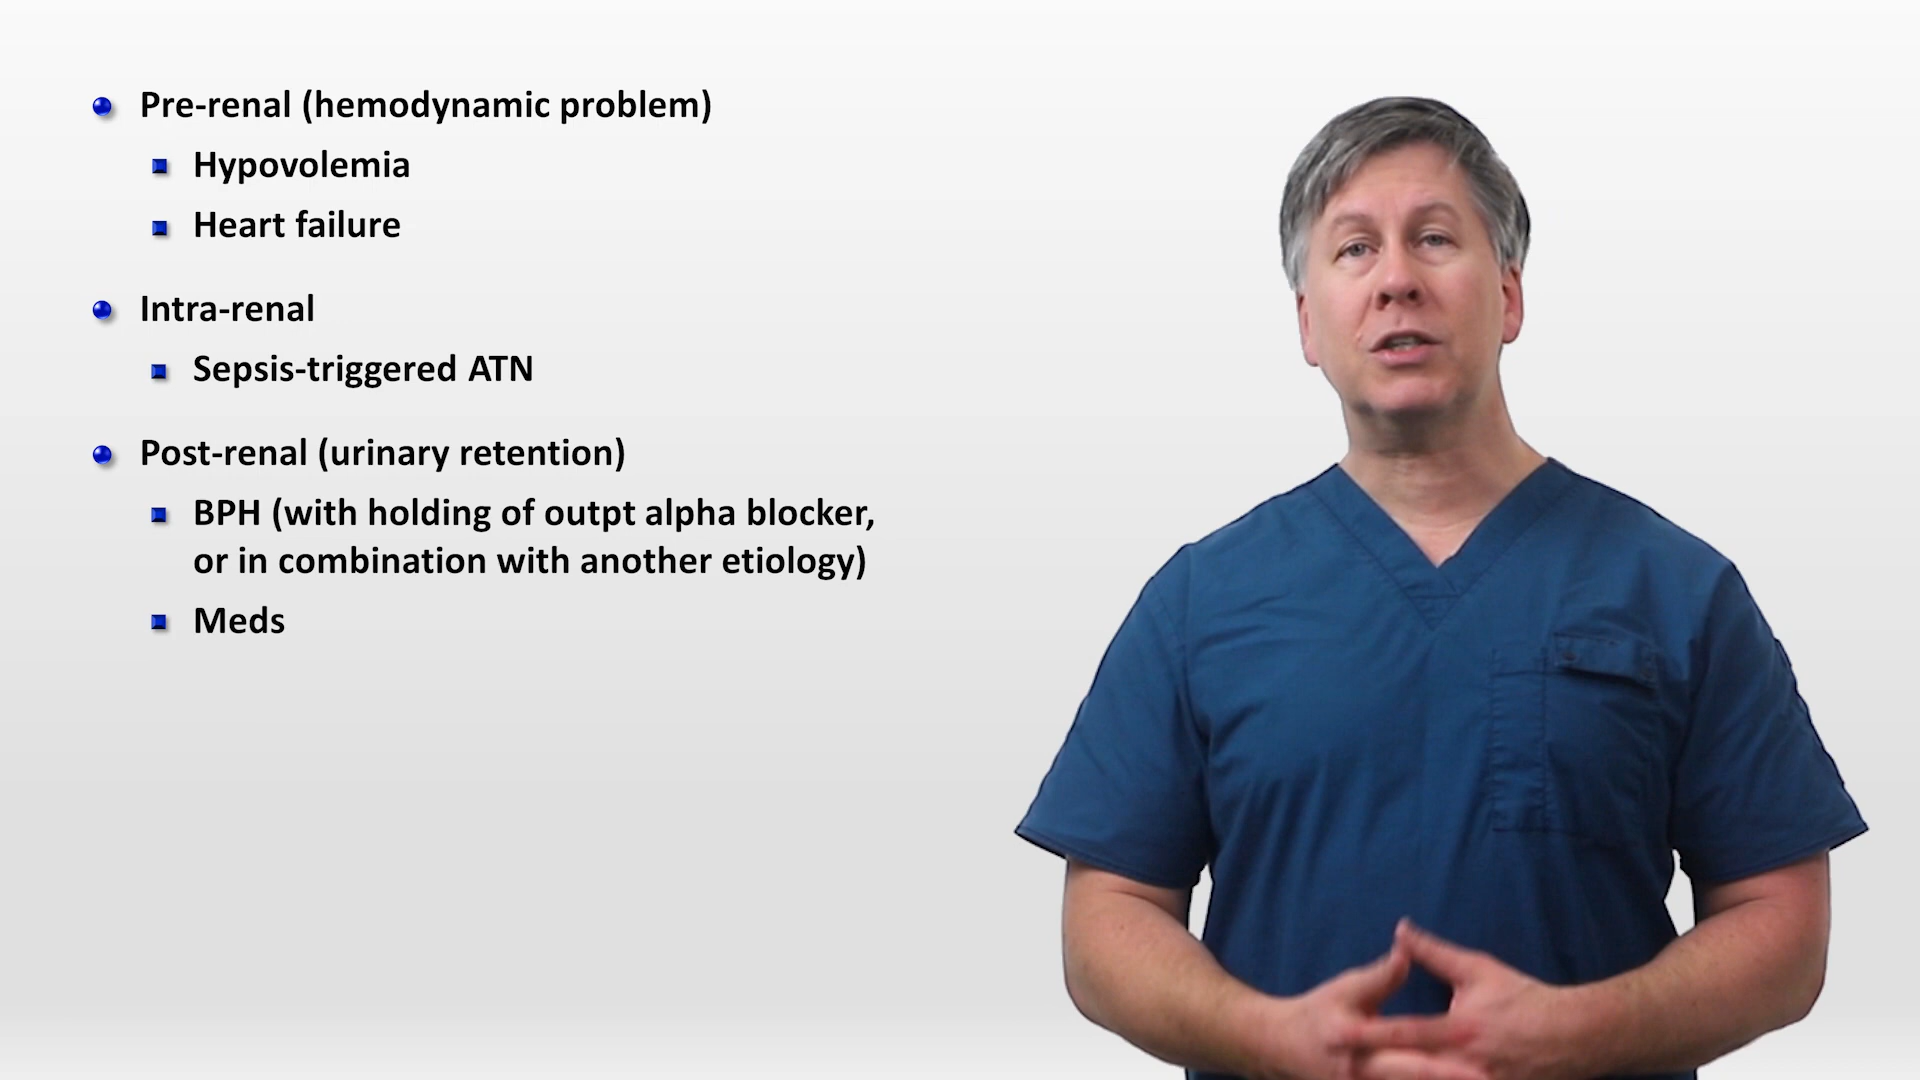 Pre-renal (hemodynamic problem)
Hypovolemia
Heart failure
Intra-renal
Sepsis-triggered ATN
Post-renal (urinary retention)
BPH (with holding of outpt alpha blocker,
or in combination with another etiology)
Meds